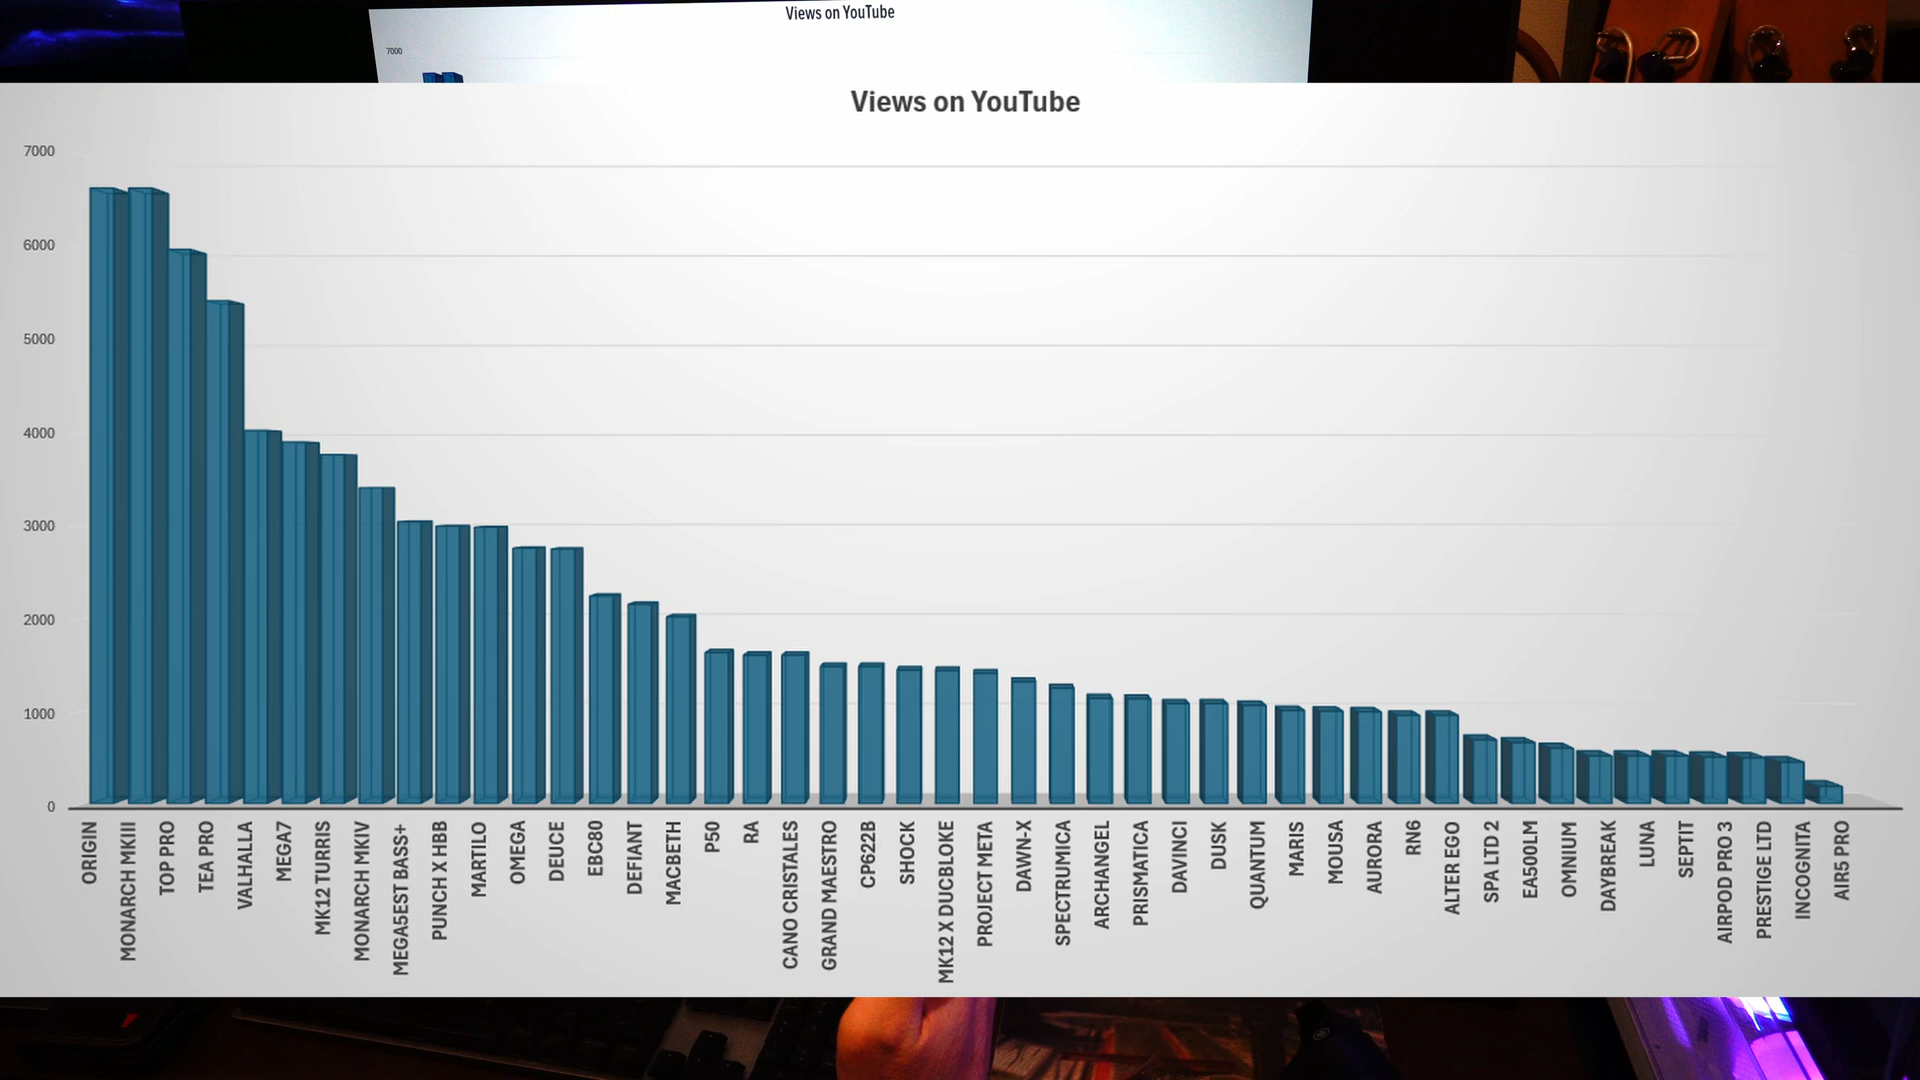 Views on YouTube
7000
Views on YouTube
7000
6000
5000
4000
3000
2000
1000
0
ORIGIN
MONARCH MKIII
TOP PRO
TEA PRO
VALHALLA
MEGA7
MK12 TURRIS
MONARCH MKIV
MEGA5EST BASS+
PUNCH X HBB
MARTILO
OMEGA
DEUCE
EBC80
DEFIANT
MACBETH
P50
RA
CANO CRISTALES
GRAND MAESTRO
CP622B
SHOCK
MK12 X DUCBLOKE
PROJECT META
DAWN-X
SPECTRUMICA
ARCHANGEL
PRISMATICA
DAVINCI
DUSK
QUANTUM
MARIS
MOUSA
AURORA
RN6
ALTER EGO
SPA LTD 2
EA500LM
OMNIUM
DAYBREAK
LUNA
SEPTIT
AIRPOD PRO 3
PRESTIGE LTD
INCOGNITA
AIR5 PRO